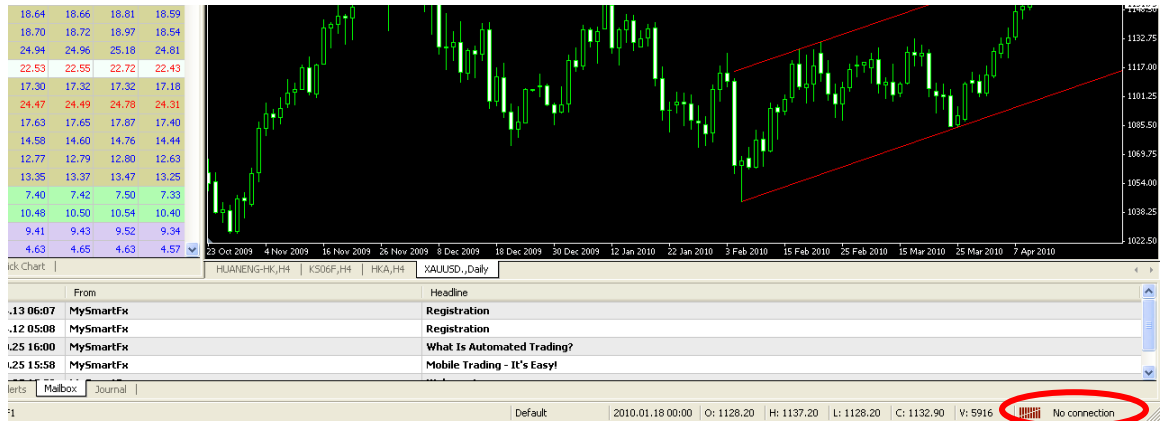 18.64 18.66 18.81 18.59
18.70 18.72 18.97 18.54
24.94 24.96 25.18 24.81
22.53 22.55 22.72 22.43
17.30 17.32 17.32 17.18
24.47 24.49 24.78 24.31
17.63 17.65 17.87 17.40
14.58 14.60 14.76 14.44
12.77 12.79 12.80 12.63
13.35 13.37 13.47 13.25
7.40 7.42 7.50 7.33
10.48 10.50 10.54 10.40
9.41 9.43 9.52 9.34
4.63 4.65 4.63 4.57
ick Chart
1148.50
1132.75
1117.00
1101.25
1085.50
1069.75
1054.00
1038.25
1022.50
23 Oct 2009 4 Nov 2009 16 Nov 2009 26 Nov 2009 8 Dec 2009 18 Dec 2009 30 Dec 2009 12 Jan 2010 22 Jan 2010 3 Feb 2010 15 Feb 2010 25 Feb 2010 15 Mar 2010 25 Mar 2010 7 Apr 2010
HUANENG-HK,H4 | KS06F,H4 | HKA,H4 XAUUSD.,Daily
From Headline
.13 06:07 MySmartFx Registration
.12 05:08 MySmartFx Registration
.25 16:00 MySmartFx What Is Automated Trading?
.25 15:58 MySmartFx Mobile Trading - It's Easy!
lerts Mailbox Journal
F1 Default 2010.01.18 00:00 O: 1128.20 H: 1137.20 L: 1128.20 C: 1132.90 V: 5916 No connection